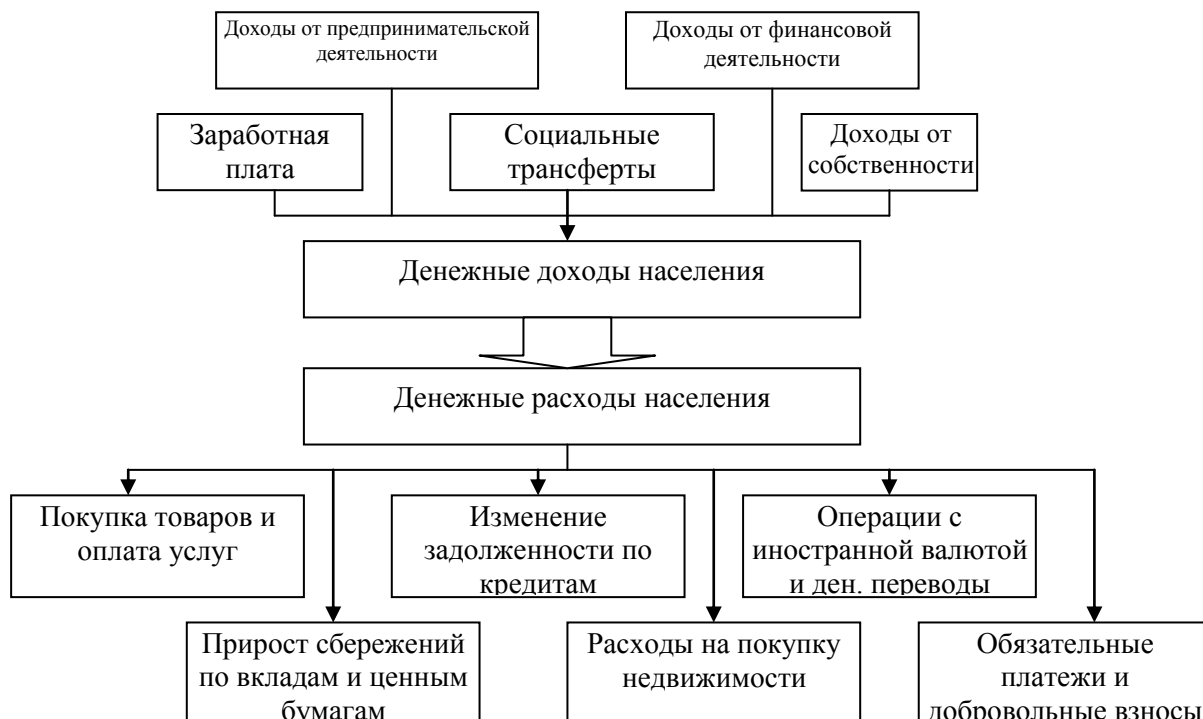 Доходы от предпринимательской
деятельности
Доходы от финансовой
деятельности
Заработная
плата
Социальные
трансферты
Доходы от
собственности
Денежные доходы населения
Денежные расходы населения
Покупка товаров и
оплата услуг
Изменение
задолженности по
кредитам
Операции с
иностранной валютой
и ден. переводы
Прирост сбережений
по вкладам и ценным
бумагам
Расходы на покупку
недвижимости
Обязательные
платежи и
добровольные взносы